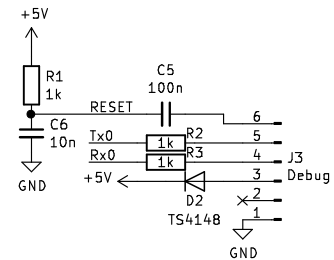 +5V
R1
1k
C5
100n
RESET
C6
10n
6
Tx0
R2
1k
5
Rx0
R3
1k
4
J3
+5V
3
Debug
D2
2
TS4148
1
GND
GND